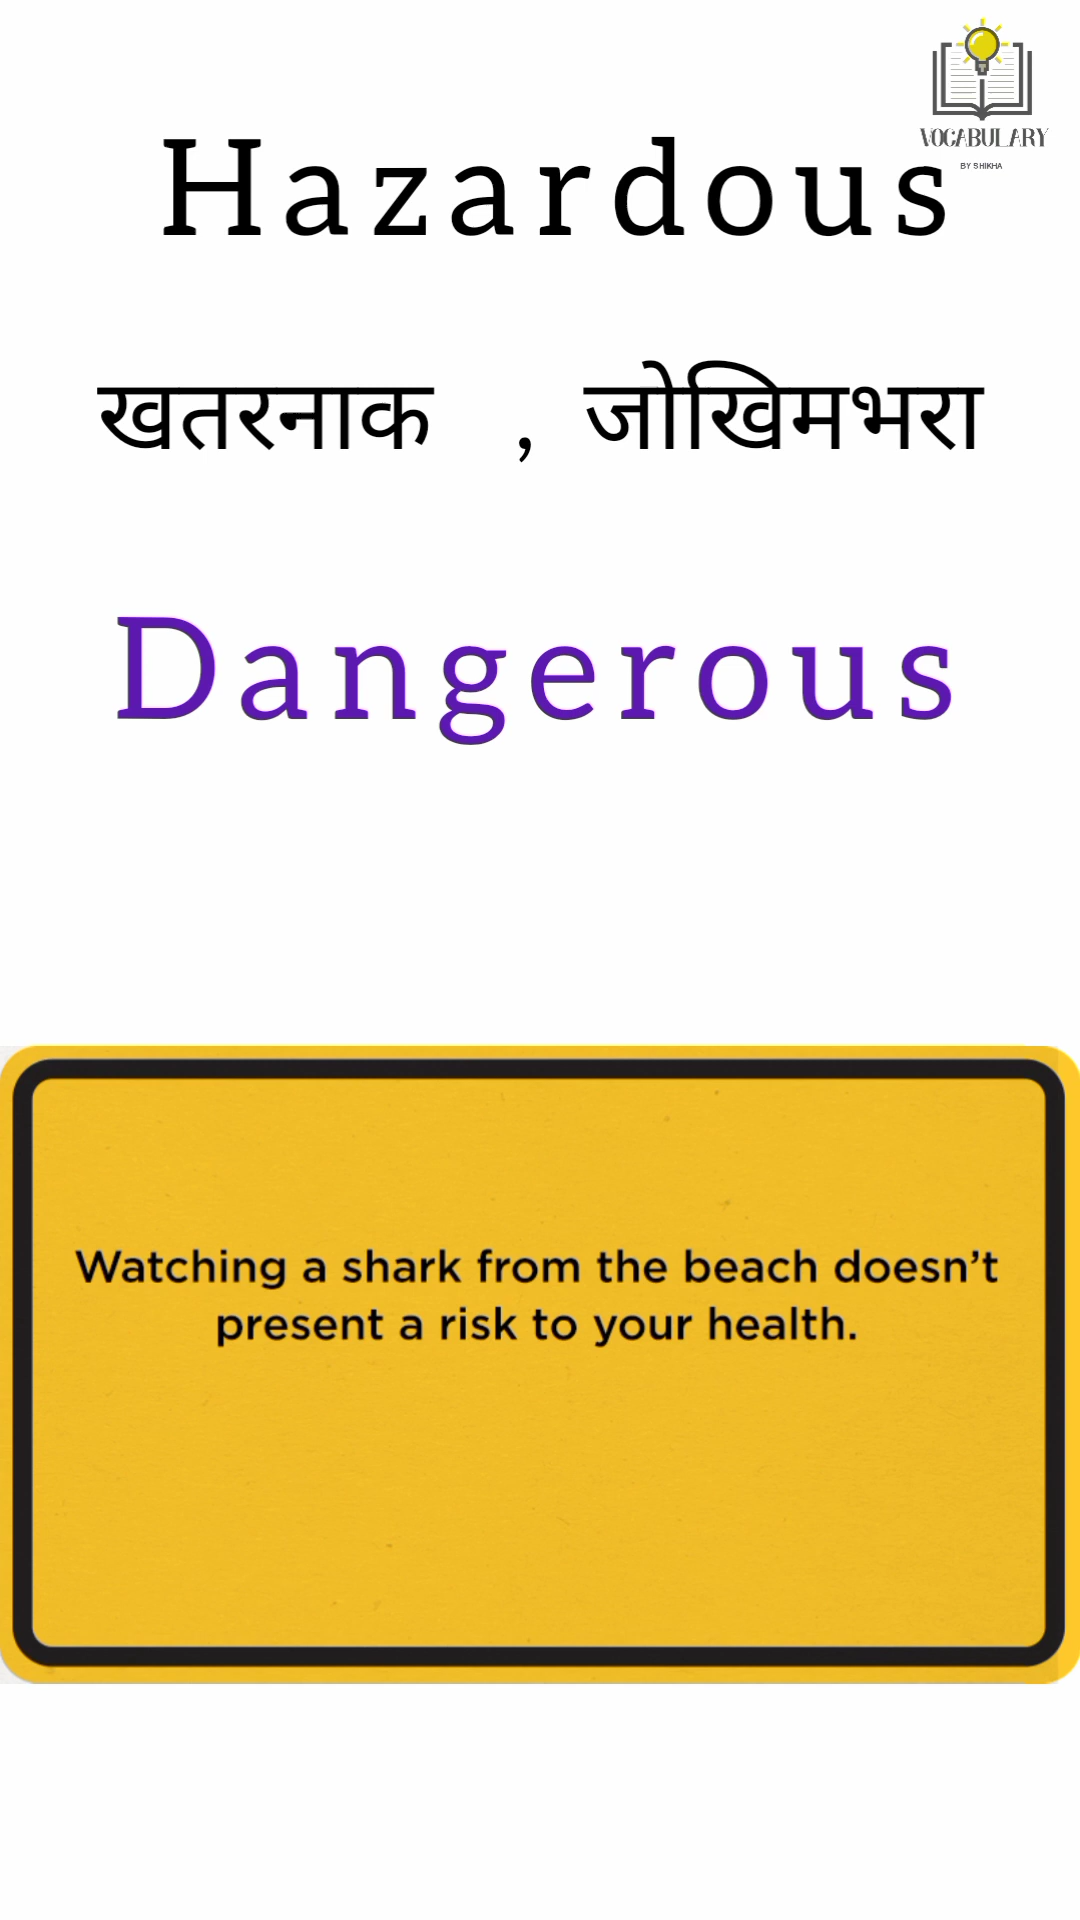 VOCABULARY
BY SHIKHA
Hazardous
खतरनाक , जोखिमभरा
Dangerous
Watching a shark from the beach doesn’t
present a risk to your health.